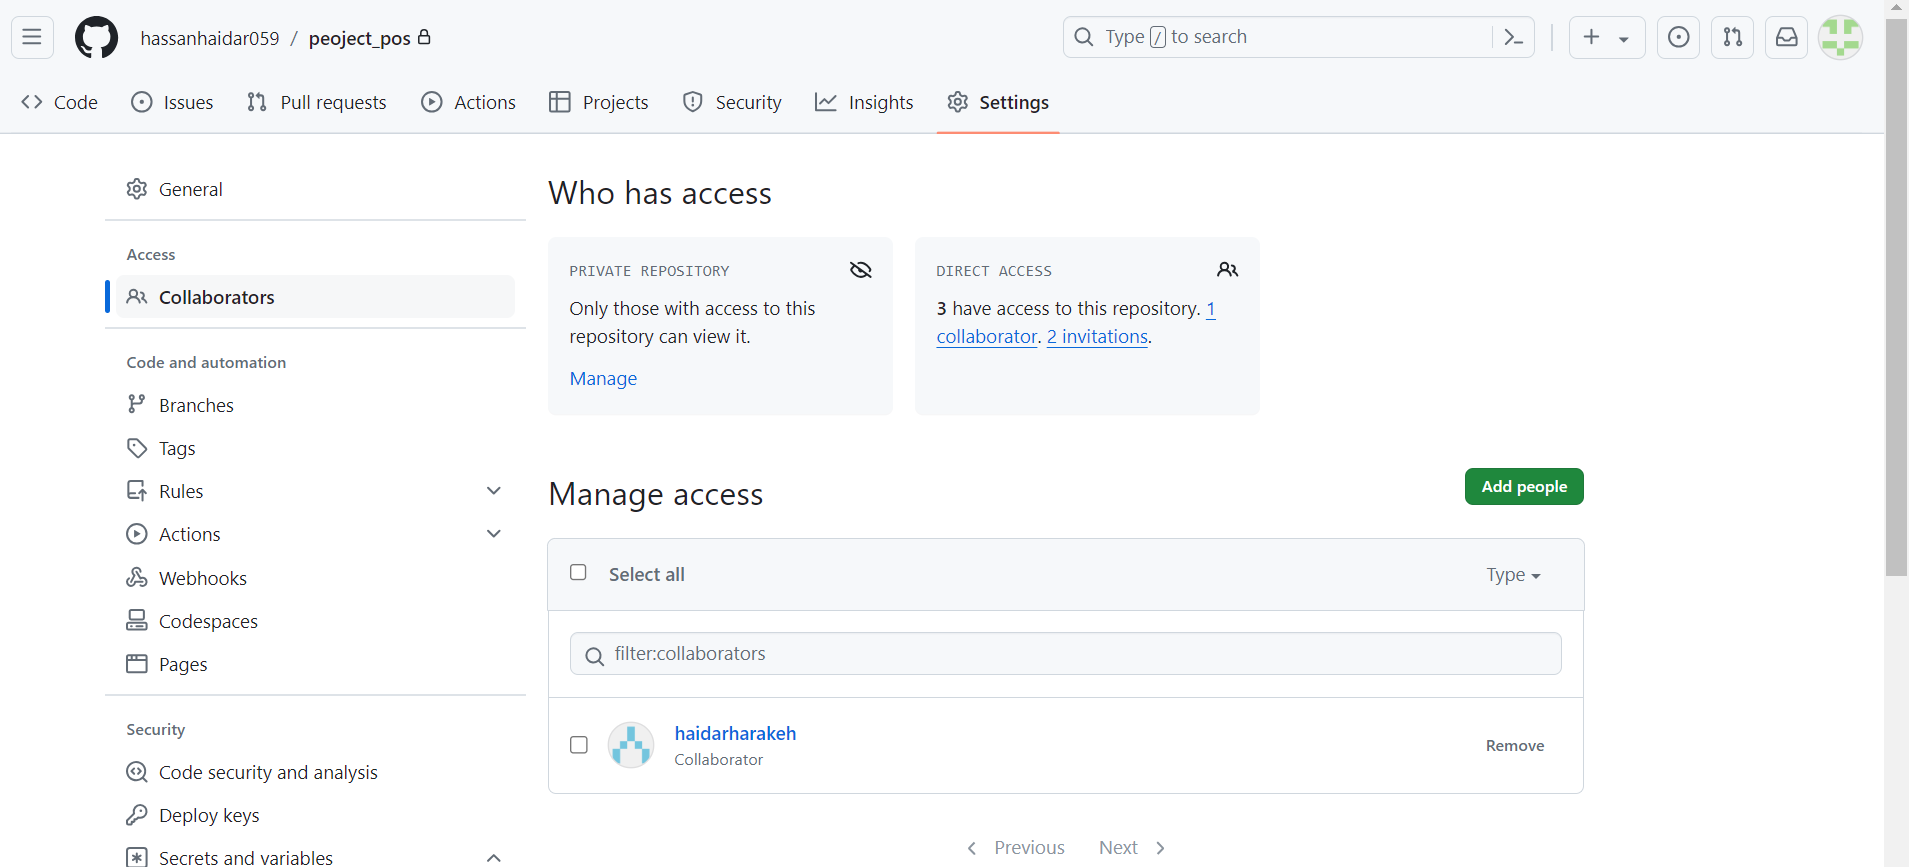 hassanhaidar059 / peoject_pos
Type / to search
Code
Issues
Pull requests
Actions
Projects
Security
Insights
Settings
General
Access
Collaborators
Code and automation
Branches
Tags
Rules
Actions
Webhooks
Codespaces
Pages
Security
Code security and analysis
Deploy keys
Secrets and variables
Who has access
PRIVATE REPOSITORY
Only those with access to this
repository can view it.
Manage
DIRECT ACCESS
3 have access to this repository. 1
collaborator. 2 invitations.
Manage access
Add people
Select all
Type
filter:collaborators
haidarharakeh
Collaborator
Remove
Previous
Next